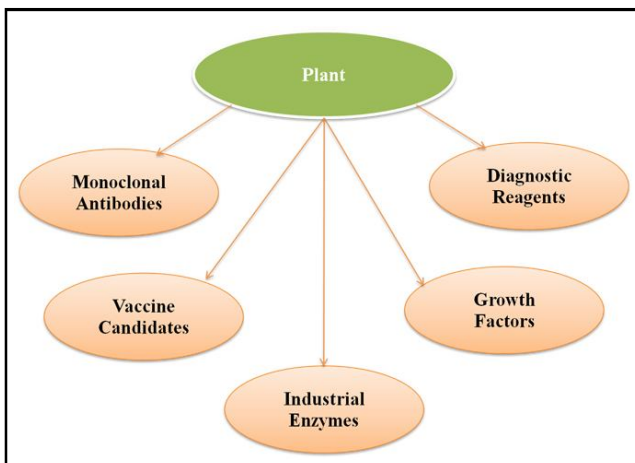 Plant
Monoclonal
Antibodies
Diagnostic
Reagents
Vaccine
Candidates
Growth
Factors
Industrial
Enzymes